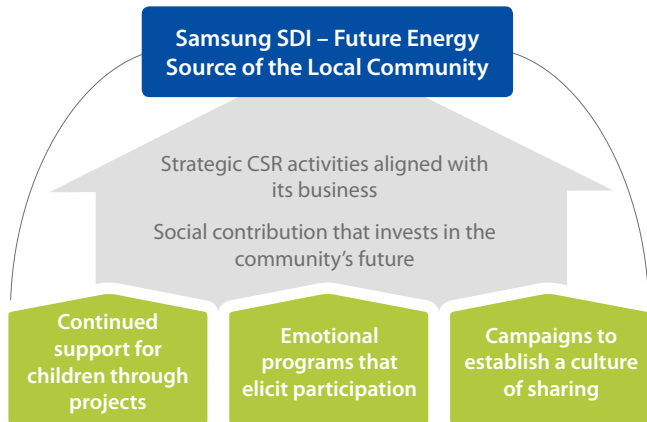 Samsung SDI – Future Energy
Source of the Local Community
Strategic CSR activities aligned with
its business
Social contribution that invests in the
community’s future
Continued
support for
children through
projects
Emotional
programs that
elicit participation
Campaigns to
establish a culture
of sharing